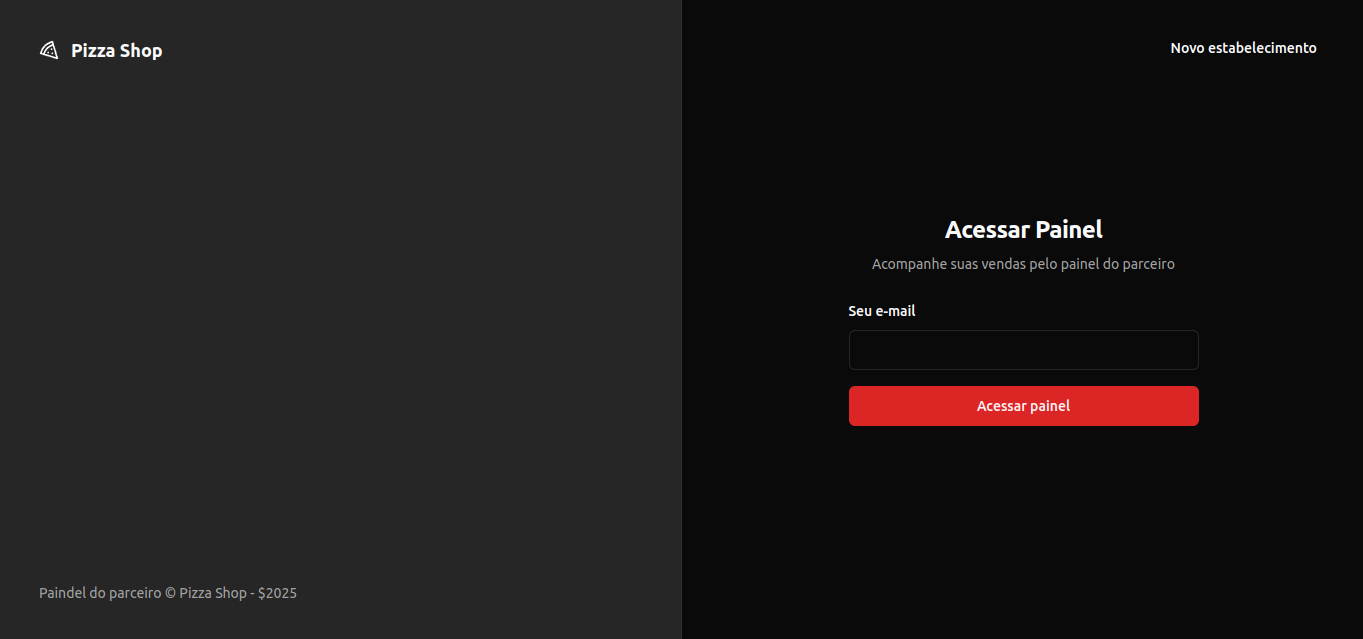 Pizza Shop
Novo estabelecimento
Acessar Painel
Acompanhe suas vendas pelo painel do parceiro
Seu e-mail
Acessar painel
Paindel do parceiro © Pizza Shop - $2025